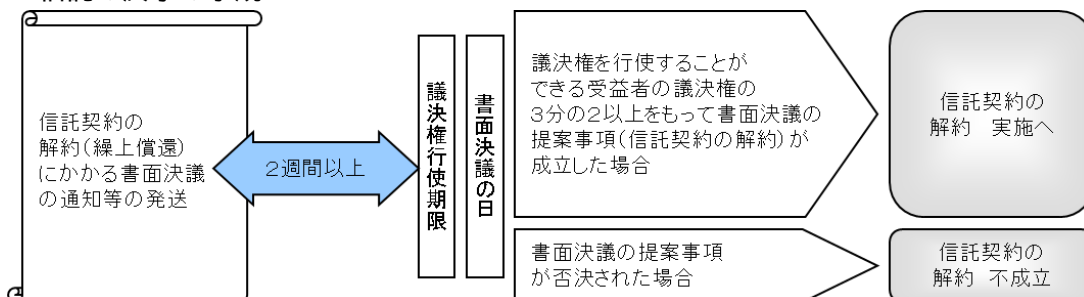 信託契約の
解約(繰上償還)
にかかる書面決議
の通知等の発送
2週間以上
議決権行使期限
書面決議の日
議決権を行使することが
できる受益者の議決権の
3分の2以上をもって書面決議の
提案事項(信託契約の解約)が
成立した場合
信託契約の
解約 実施へ
書面決議の提案事項
が否決された場合
信託契約の
解約 不成立